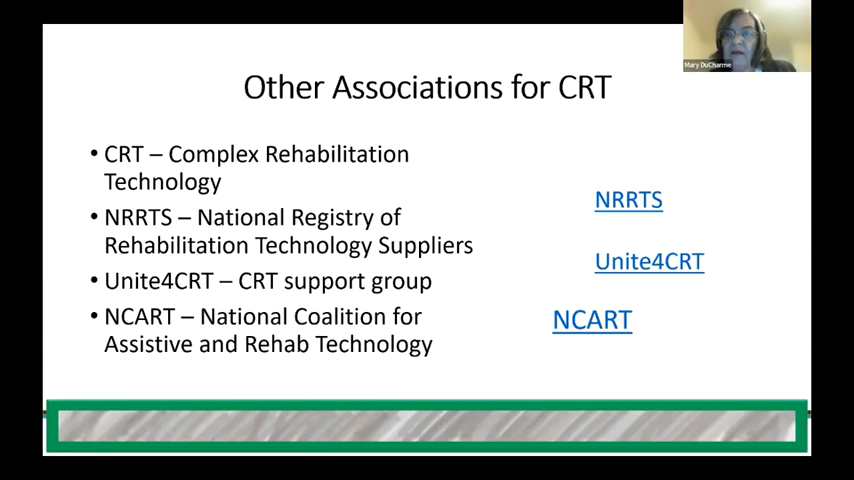 Mary DuCharme
Other Associations for CRT
• CRT – Complex Rehabilitation
Technology
• NRRTS – National Registry of
Rehabilitation Technology Suppliers
• Unite4CRT – CRT support group
• NCART – National Coalition for
Assistive and Rehab Technology
NRRTS
Unite4CRT
NCART